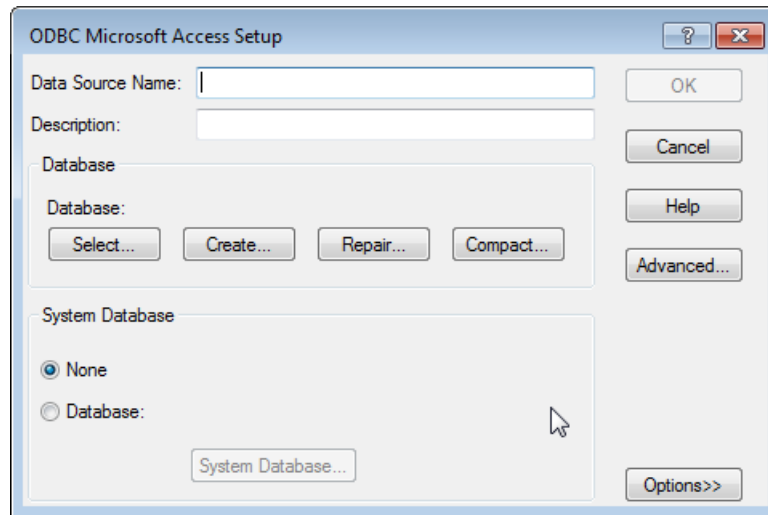 ODBC Microsoft Access Setup
Data Source Name:
OK
Description:
Cancel
Database
Database:
Help
Select... Create... Repair... Compact...
Advanced...
System Database
None
Database:
System Database...
Options>>